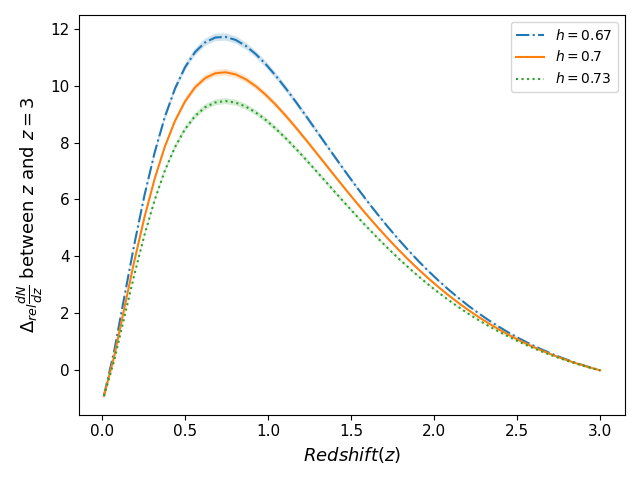 12
10
8
6
4
2
0
Δ_rel dN/dz between z and z = 3
h = 0.67
h = 0.7
h = 0.73
0.0 0.5 1.0 1.5 2.0 2.5 3.0
Redshift(z)